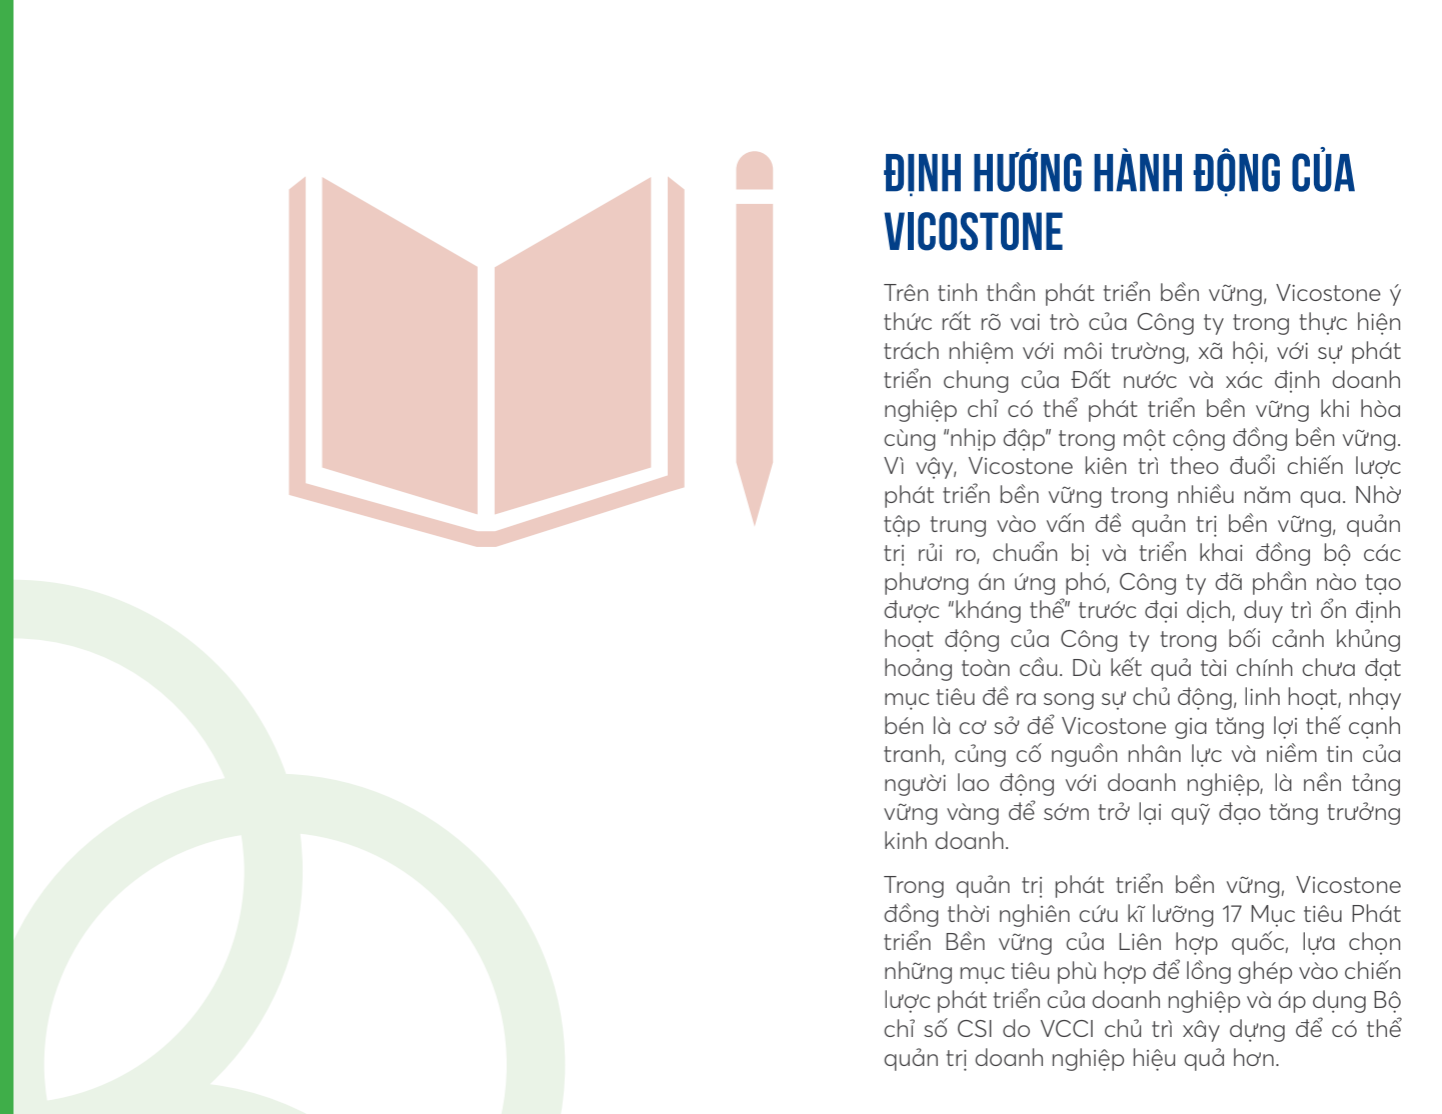 ĐỊNH HƯỚNG HÀNH ĐỘNG CỦA
VICOSTONE
Trên tinh thần phát triển bền vững, Vicostone ý
thức rất rõ vai trò của Công ty trong thực hiện
trách nhiệm với môi trường, xã hội, với sự phát
triển chung của Đất nước và xác định doanh
nghiệp chỉ có thể phát triển bền vững khi hòa
cùng “nhịp đập” trong một cộng đồng bền vững.
Vì vậy, Vicostone kiên trì theo đuổi chiến lược
phát triển bền vững trong nhiều năm qua. Nhờ
tập trung vào vấn đề quản trị bền vững, quản
trị rủi ro, chuẩn bị và triển khai đồng bộ các
phương án ứng phó, Công ty đã phần nào tạo
được “kháng thể” trước đại dịch, duy trì ổn định
hoạt động của Công ty trong bối cảnh khủng
hoảng toàn cầu. Dù kết quả tài chính chưa đạt
mục tiêu đề ra song sự chủ động, linh hoạt, nhạy
bén là cơ sở để Vicostone gia tăng lợi thế cạnh
tranh, củng cố nguồn nhân lực và niềm tin của
người lao động với doanh nghiệp, là nền tảng
vững vàng để sớm trở lại quỹ đạo tăng trưởng
kinh doanh.
Trong quản trị phát triển bền vững, Vicostone
đồng thời nghiên cứu kĩ lưỡng 17 Mục tiêu Phát
triển Bền vững của Liên hợp quốc, lựa chọn
những mục tiêu phù hợp để lồng ghép vào chiến
lược phát triển của doanh nghiệp và áp dụng Bộ
chỉ số CSI do VCCI chủ trì xây dựng để có thể
quản trị doanh nghiệp hiệu quả hơn.